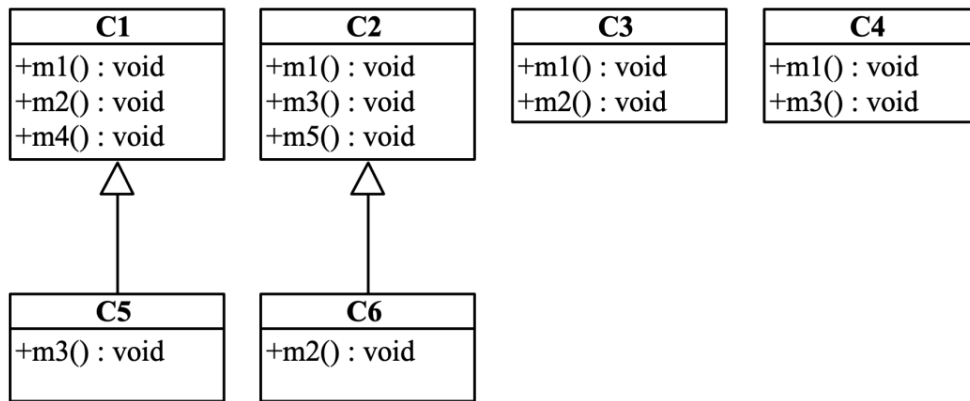 C1
+m1() : void
+m2() : void
+m4() : void
C2
+m1() : void
+m3() : void
+m5() : void
C3
+m1() : void
+m2() : void
C4
+m1() : void
+m3() : void
C5
+m3() : void
C6
+m2() : void